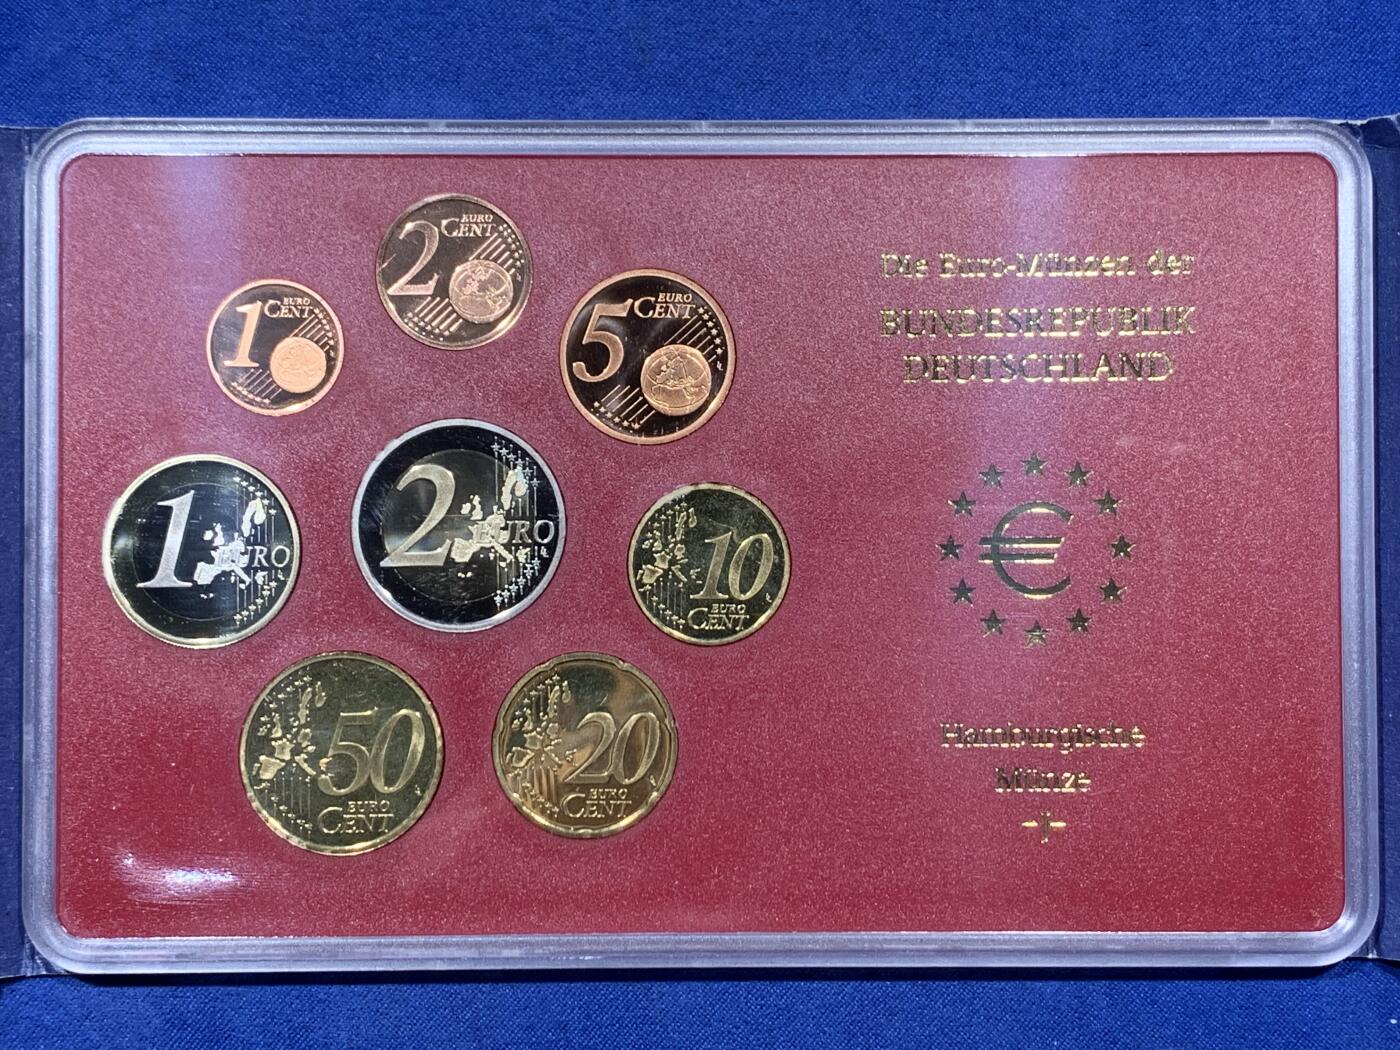 Die Euro-Münzen der
BUNDESREPUBLIK
DEUTSCHLAND
€
Hamburgische
Münze
2 EURO
CENT
1 EURO
CENT
5 EURO
CENT
1 EURO
2 EURO
10
EURO
CENT
50
EURO
CENT
20
EURO
CENT